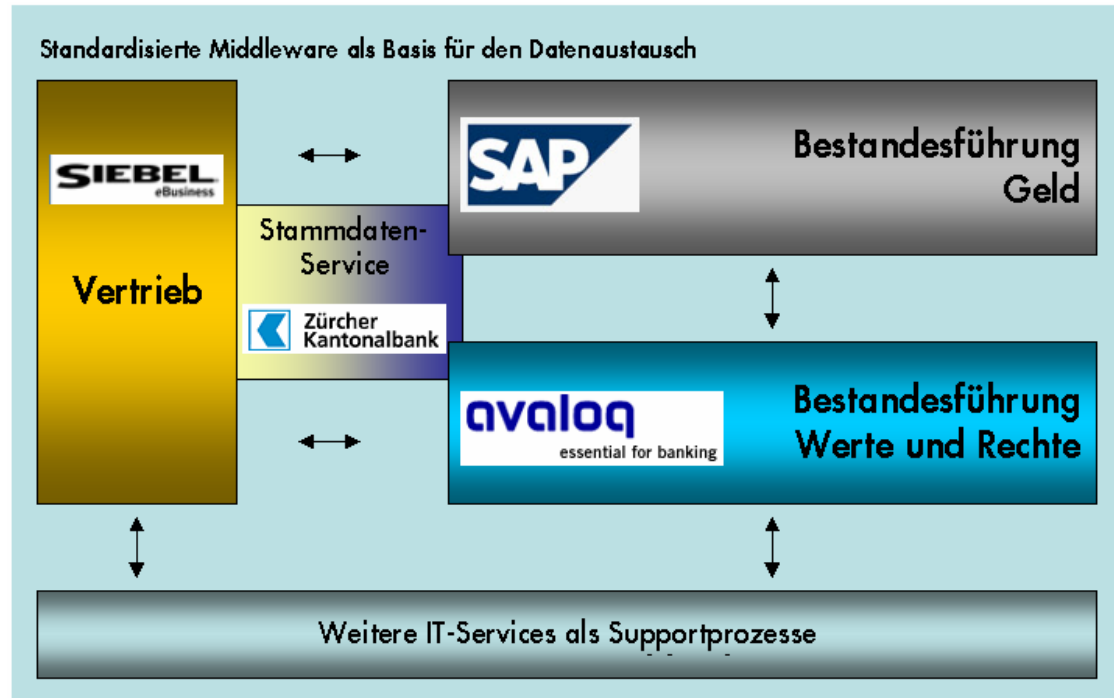 Standardisierte Middleware als Basis für den Datenaustausch
SIEBEL
eBusiness
Vertrieb
Stammdaten-
Service
Zürcher
Kantonalbank
SAP
Bestandesführung
Geld
avaloq
essential for banking
Bestandesführung
Werte und Rechte
Weitere IT-Services als Supportprozesse